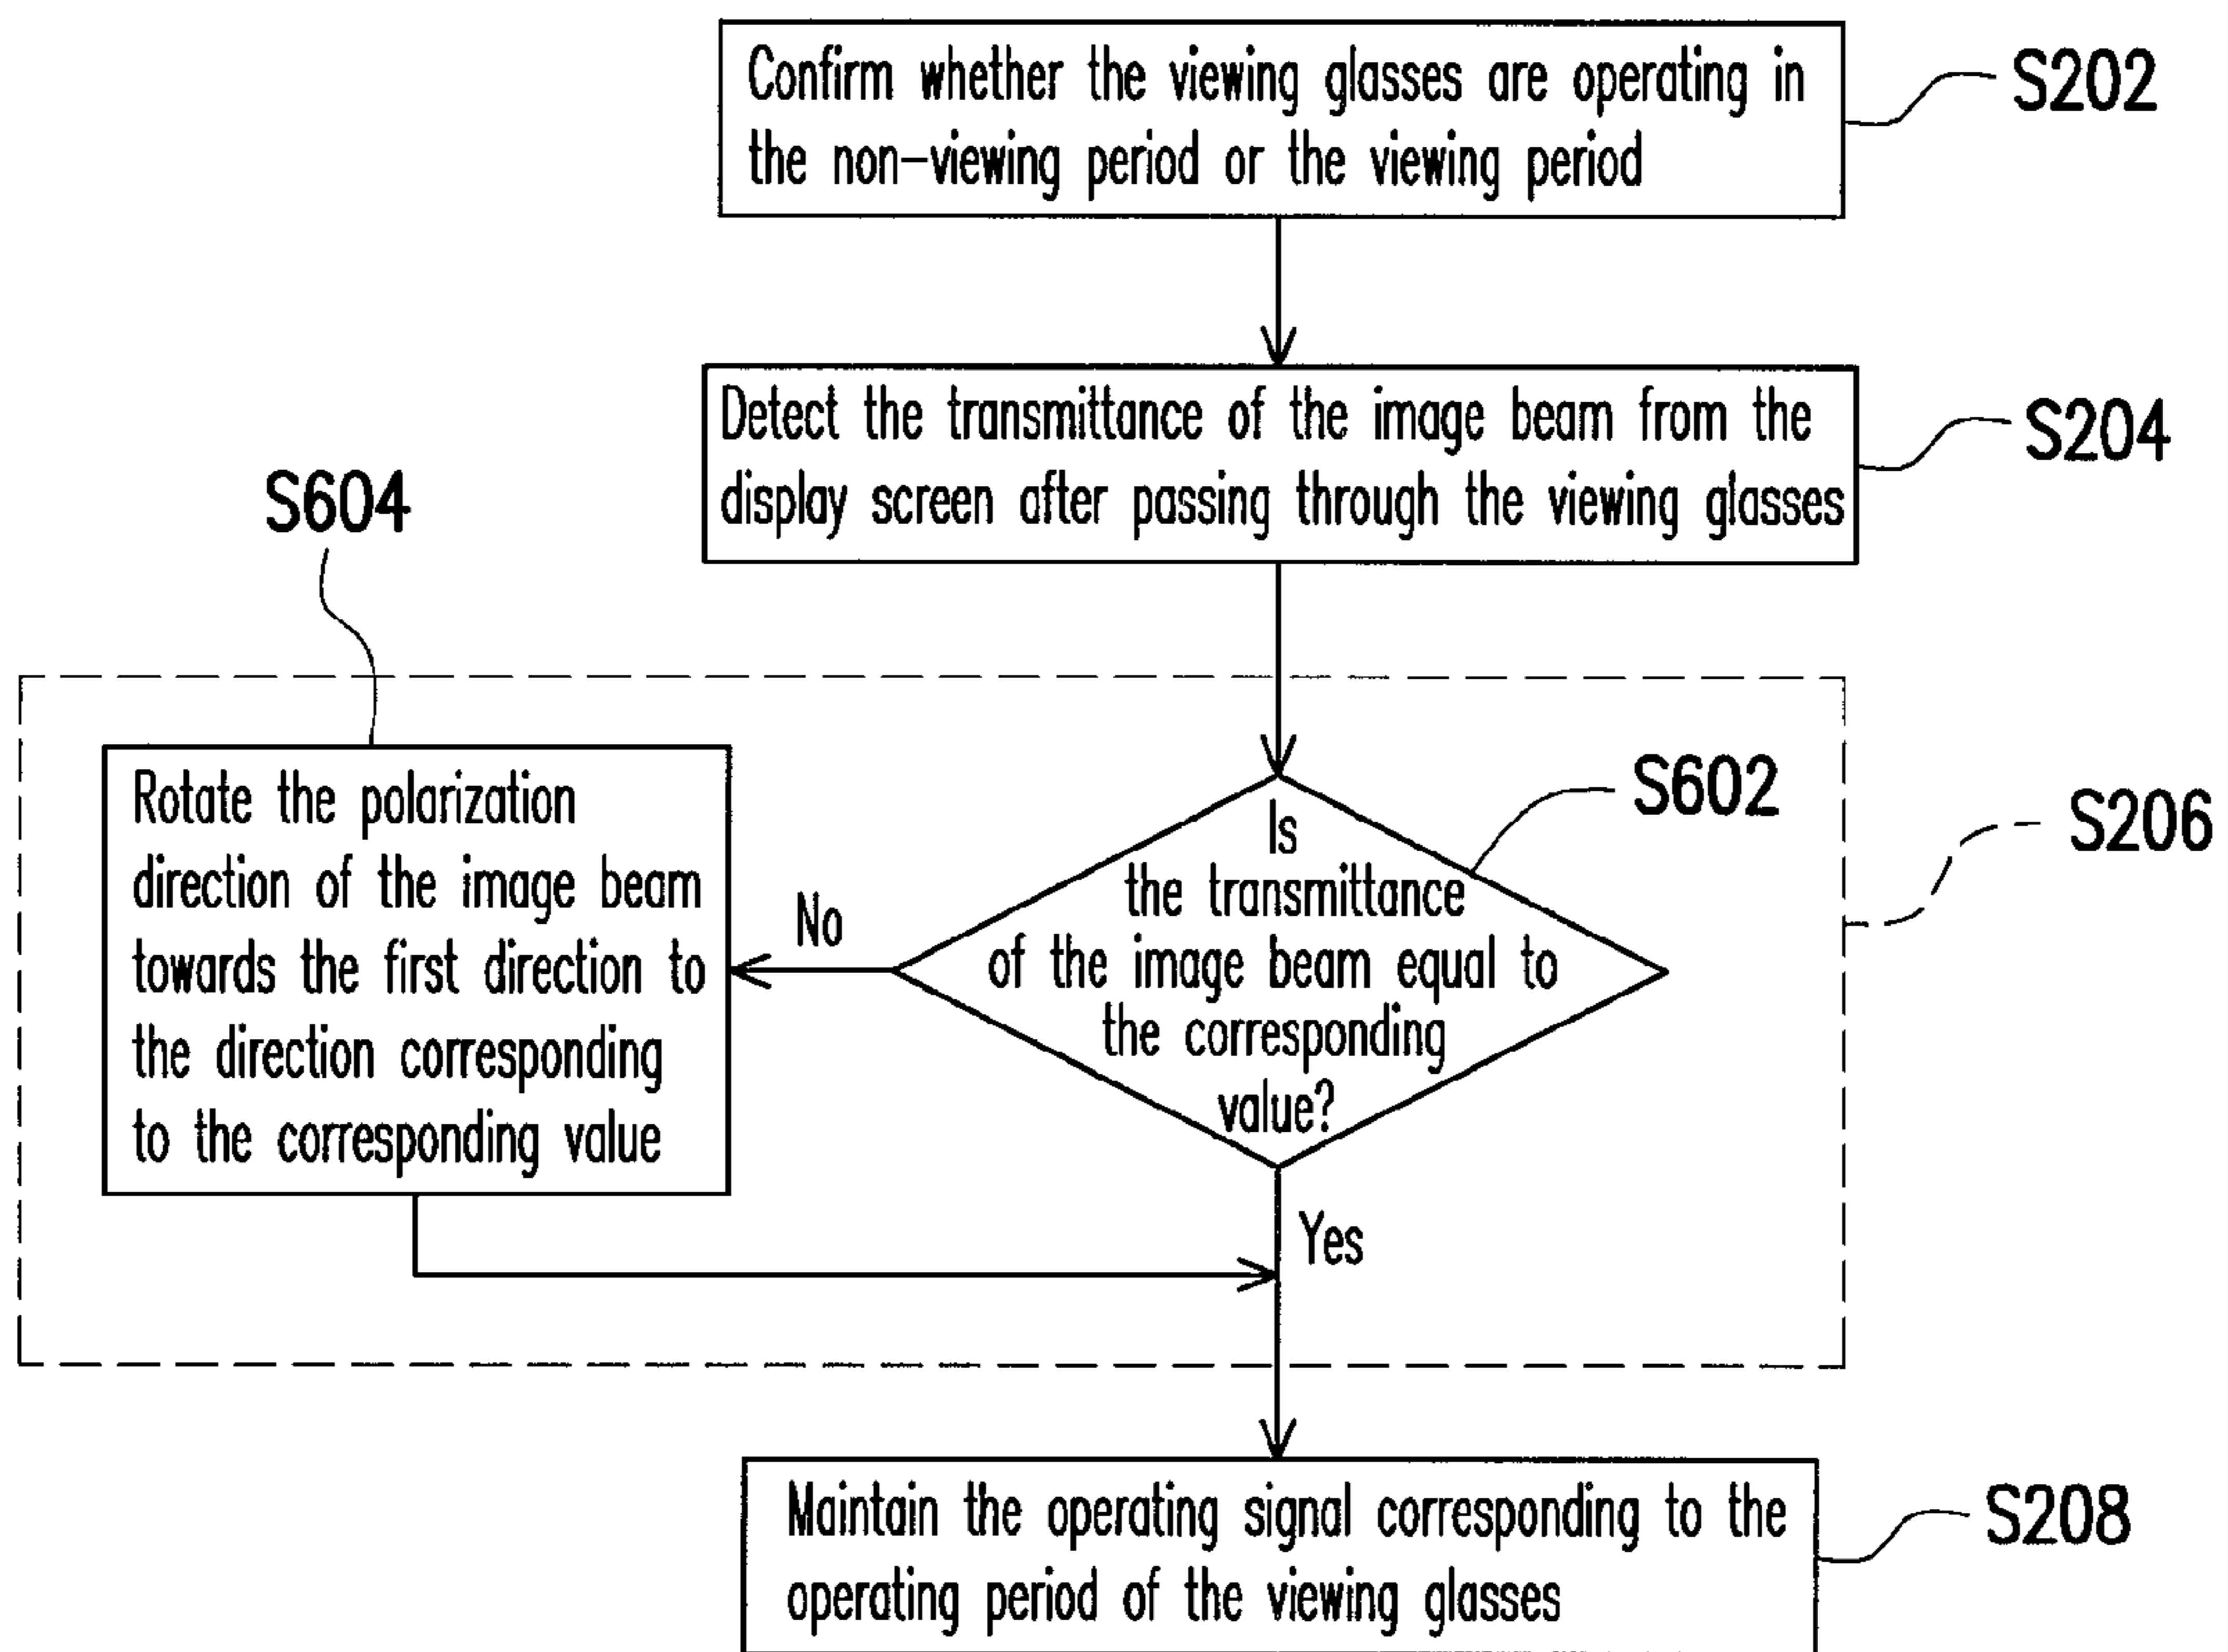 Confirm whether the viewing glasses are operating in
the non-viewing period or the viewing period
S202
Detect the transmittance of the image beam from the
display screen after passing through the viewing glasses
S204
S604
Rotate the polarization
direction of the image beam
towards the first direction to
the direction corresponding
to the corresponding value
No
Is
the transmittance
of the image beam equal to
the corresponding
value?
S602
S206
Yes
Maintain the operating signal corresponding to the
operating period of the viewing glasses
S208